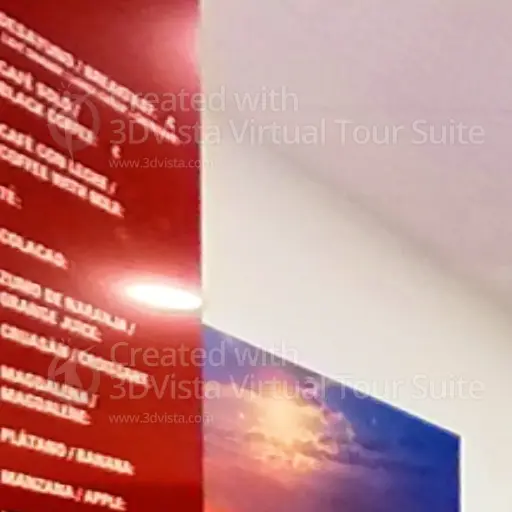 DESAYUNO / BREAKFAST
CAFÉ SOLO /
BLACK COFFEE:
CAFÉ CON LECHE /
COFFEE WITH MILK:
TÉ:
COLACAO:
ZUMO DE NARANJA /
ORANGE JUICE:
CRUASÁN / CROISSANT:
MAGDALENA /
MAGDALENE:
PLÁTANO / BANANA:
MANZANA / APPLE:
Created with
3DVista Virtual Tour Suite
www.3dvista.com
Created with
3DVista Virtual Tour Suite
www.3dvista.com